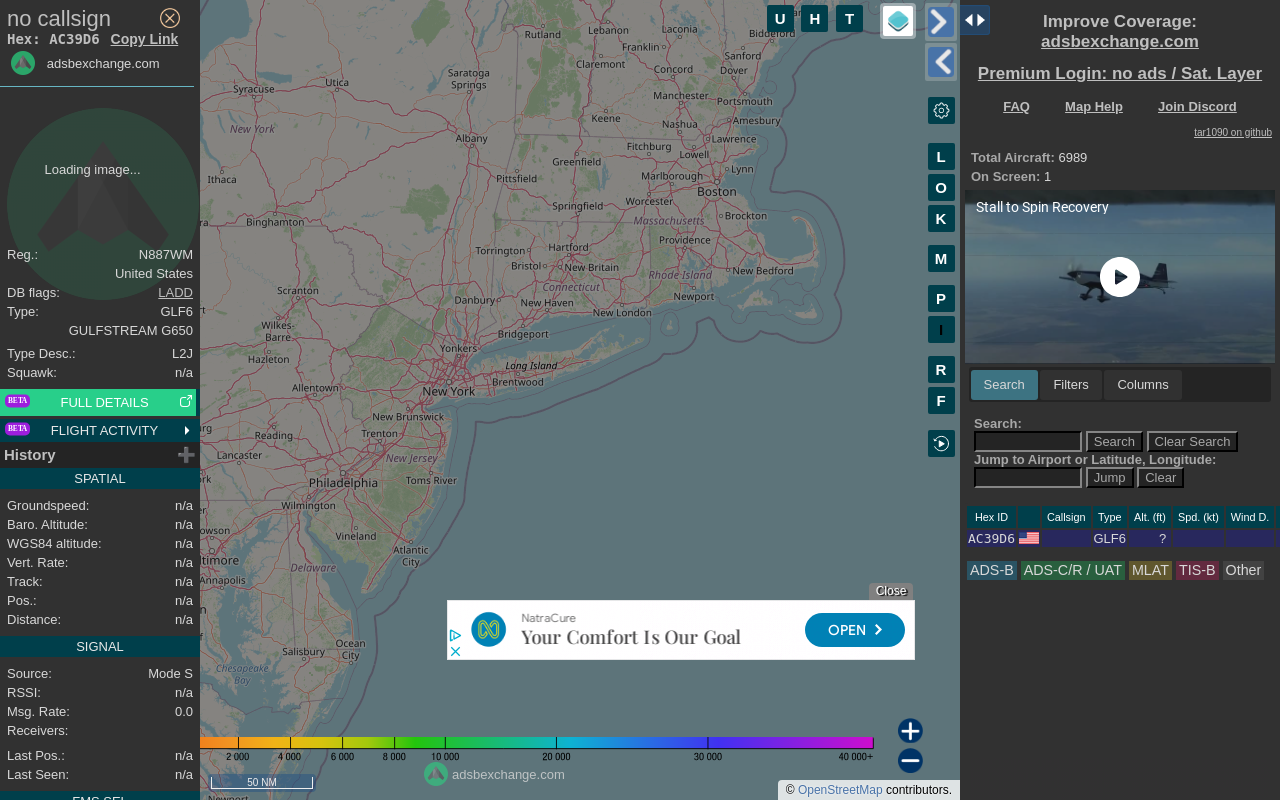 no callsign
Hex: AC39D6 Copy Link
adsbexchange.com
Loading image...
Reg.: N887WM
United States
DB flags: LADD
Type: GLF6
GULFSTREAM G650
Type Desc.: L2J
Squawk: n/a
BETA FULL DETAILS
BETA FLIGHT ACTIVITY
History
SPATIAL
Groundspeed: n/a
Baro. Altitude: n/a
WGS84 altitude: n/a
Vert. Rate: n/a
Track: n/a
Pos.: n/a
Distance: n/a
SIGNAL
Source: Mode S
RSSI: n/a
Msg. Rate: 0.0
Receivers:
Last Pos.: n/a
Last Seen: n/a
U H T
L
O
K
M
P
I
R
F
Rutland
Lebanon
Laconia
Biddeford
Franklin
Claremont
Sanford
Concord
Dover
Saratoga
Springs
Utica
Syracuse
Manchester
Portsmouth
Keene
Nashua
Amesbury
New York
Albany
Lawrence
Fitchburg
Lowell
Greenfield
Lynn
Marlborough
Ithaca
Pittsfield
Boston
Worcester
Springfield
Brockton
Binghamton
Massachusetts
Providence
Hartford
Torrington
Bristol
New Britain
New Bedford
Rhode Island
Connecticut
Scranton
Danbury
New Haven
Newport
New London
Wilkes-
Barre
Bridgeport
Yonkers
Hazleton
Long Island
Brentwood
Allentown
New York
New Brunswick
Reading
Trenton
Lancaster
New Jersey
Toms River
Philadelphia
Wilmington
Vineland
Atlantic
City
Delaware
Annapolis
Ocean
City
Salisbury
Chesapeake
Bay
Close
NatraCure
Your Comfort Is Our Goal
OPEN
2 000 4 000 6 000 8 000 10 000 20 000 30 000 40 000+
adsbexchange.com
50 NM
© OpenStreetMap contributors.
Improve Coverage:
adsbexchange.com
Premium Login: no ads / Sat. Layer
FAQ Map Help Join Discord
tar1090 on github
Total Aircraft: 6989
On Screen: 1
Stall to Spin Recovery
Search Filters Columns
Search:
Search Clear Search
Jump to Airport or Latitude, Longitude:
Jump Clear
Hex ID Callsign Type Alt. (ft) Spd. (kt) Wind D.
AC39D6 GLF6 ?
ADS-B ADS-C/R / UAT MLAT TIS-B Other